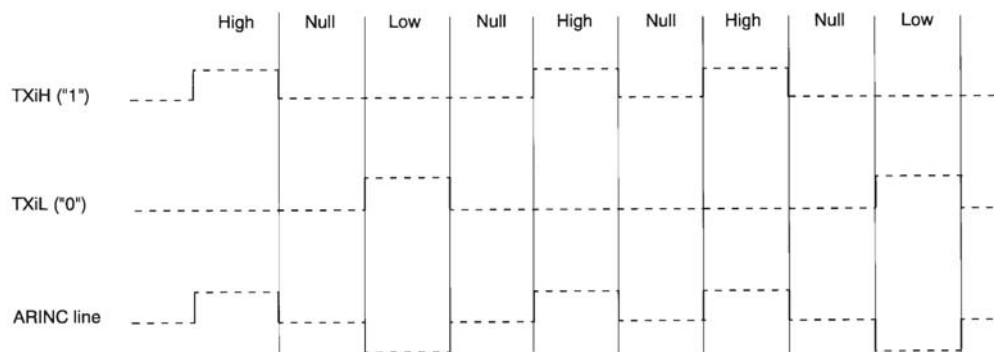 High Null Low Null High Null High Null Low
TXiH ("1")
TXiL ("0")
ARINC line